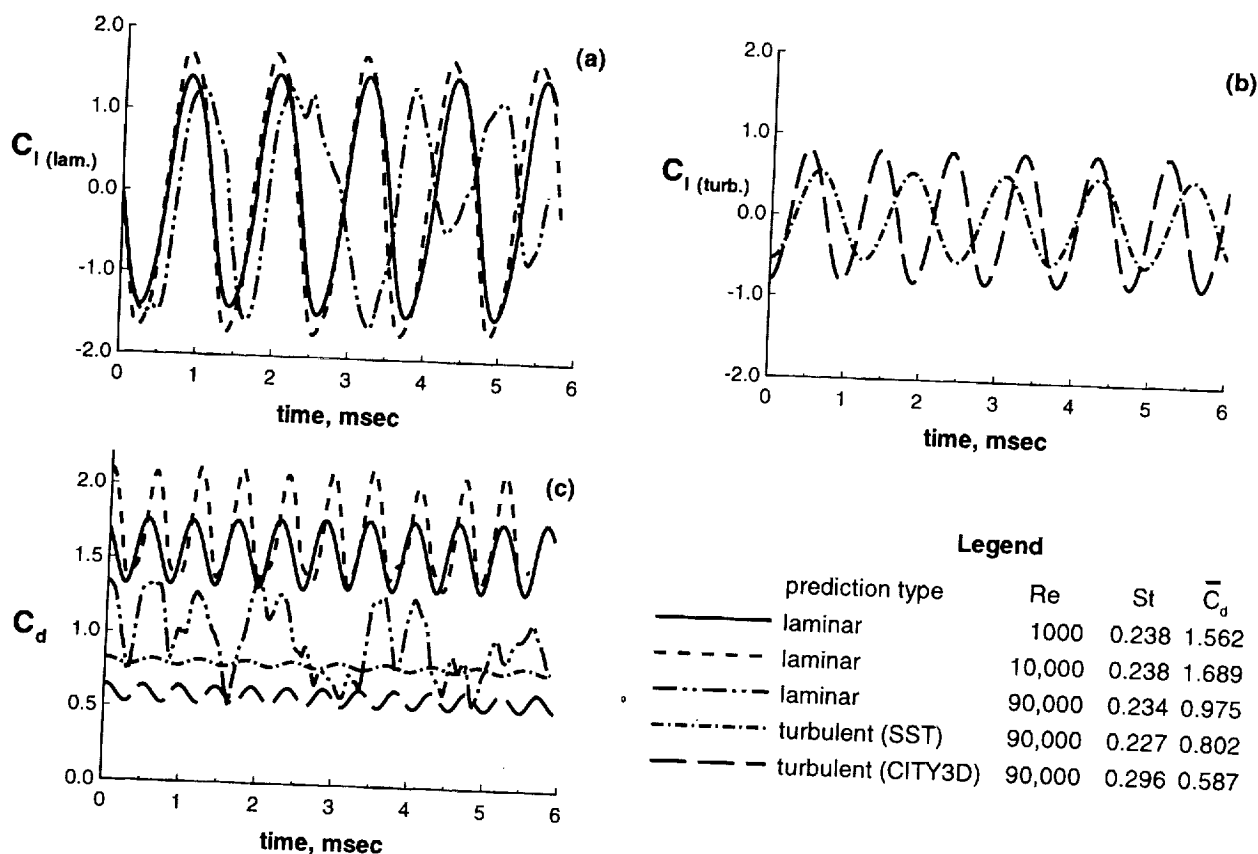 2.0
1.0
0.0
-1.0
-2.0
C l (lam.)
(a)
0 1 2 3 4 5 6
time, msec
2.0
1.0
0.0
-1.0
-2.0
C l (turb.)
(b)
0 1 2 3 4 5 6
time, msec
2.0
1.5
1.0
0.5
0.0
C d
(c)
0 1 2 3 4 5 6
time, msec
Legend
prediction type Re St C̄ d
laminar 1000 0.238 1.562
laminar 10,000 0.238 1.689
laminar 90,000 0.234 0.975
turbulent (SST) 90,000 0.227 0.802
turbulent (CITY3D) 90,000 0.296 0.587